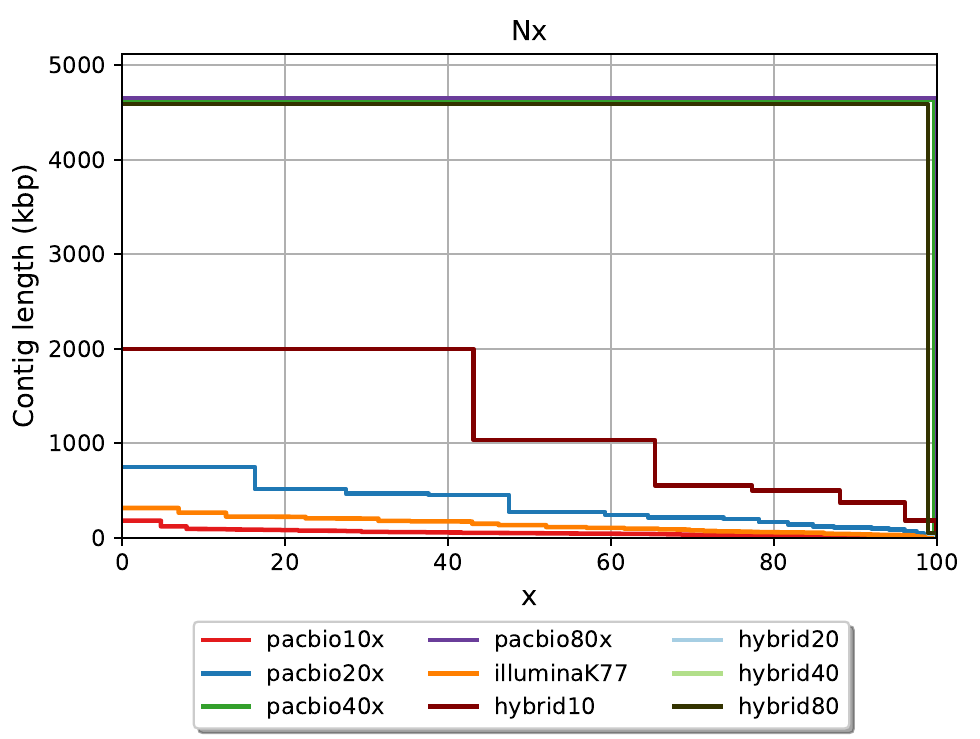 Nx
Contig length (kbp)
5000
4000
3000
2000
1000
0
0 20 40 60 80 100
x
pacbio10x pacbio80x hybrid20
pacbio20x illuminaK77 hybrid40
pacbio40x hybrid10 hybrid80